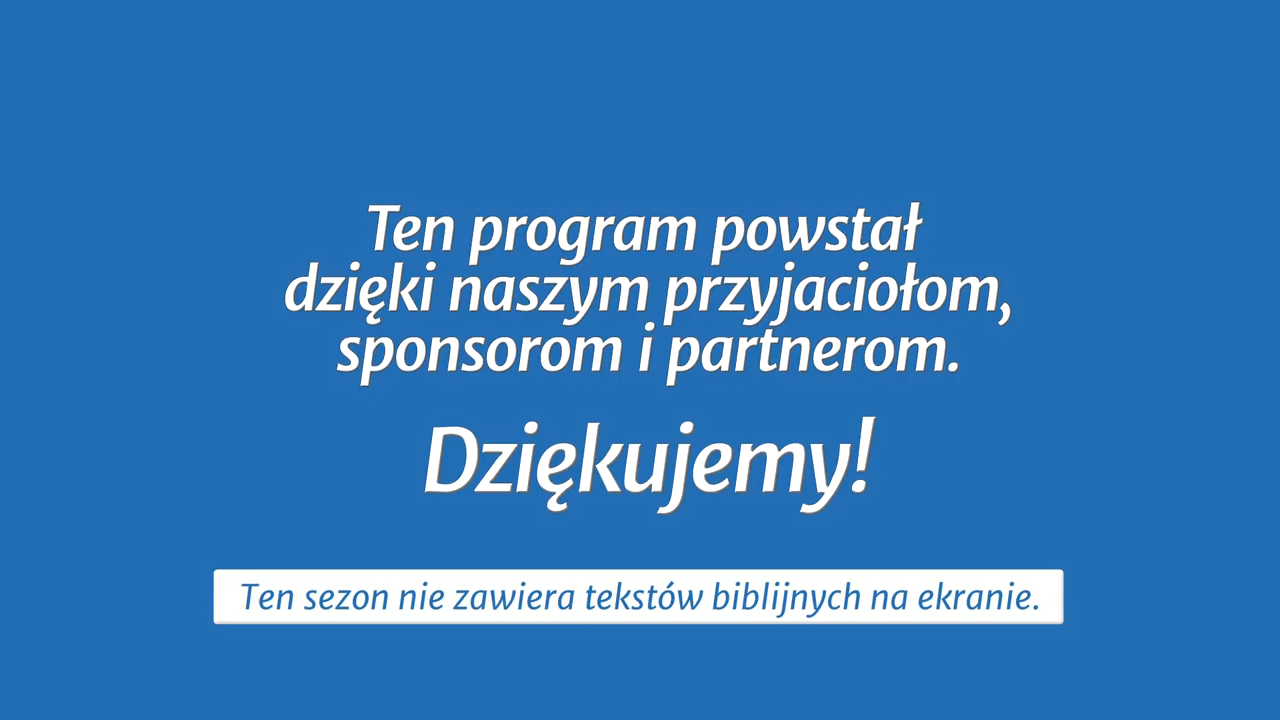 Ten program powstał
dzięki naszym przyjaciołom,
sponsorom i partnerom.
Dziękujemy!
Ten sezon nie zawiera tekstów biblijnych na ekranie.